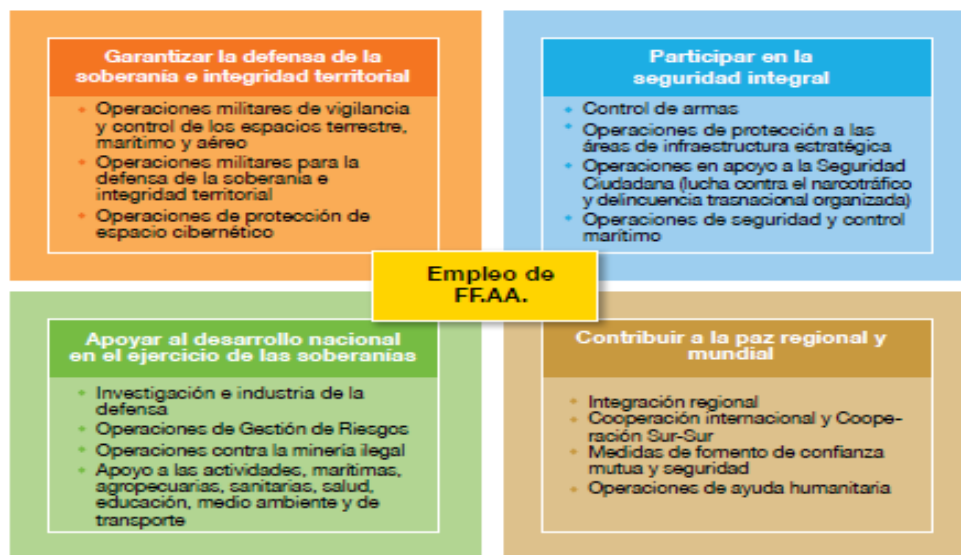 Garantizar la defensa de la
soberanía e integridad territorial
• Operaciones militares de vigilancia
y control de los espacios terrestre,
marítimo y aéreo
• Operaciones militares para la
defensa de la soberanía e
integridad territorial
• Operaciones de protección de
espacio cibernético
Participar en la
seguridad integral
• Control de armas
• Operaciones de protección a las
áreas de infraestructura estratégica
• Operaciones en apoyo a la Seguridad
Ciudadana (lucha contra el narcotráfico
y delincuencia trasnacional organizada)
• Operaciones de seguridad y control
marítimo
Empleo de
FF.AA.
Apoyar al desarrollo nacional
en el ejercicio de las soberanías
• Investigación e industria de la
defensa
• Operaciones de Gestión de Riesgos
• Operaciones contra la minería ilegal
• Apoyo a las actividades, marítimas,
agropecuarias, sanitarias, salud,
educación, medio ambiente y de
transporte
Contribuir a la paz regional y
mundial
• Integración regional
• Cooperación internacional y Coope-
ración Sur-Sur
• Medidas de fomento de confianza
mutua y seguridad
• Operaciones de ayuda humanitaria